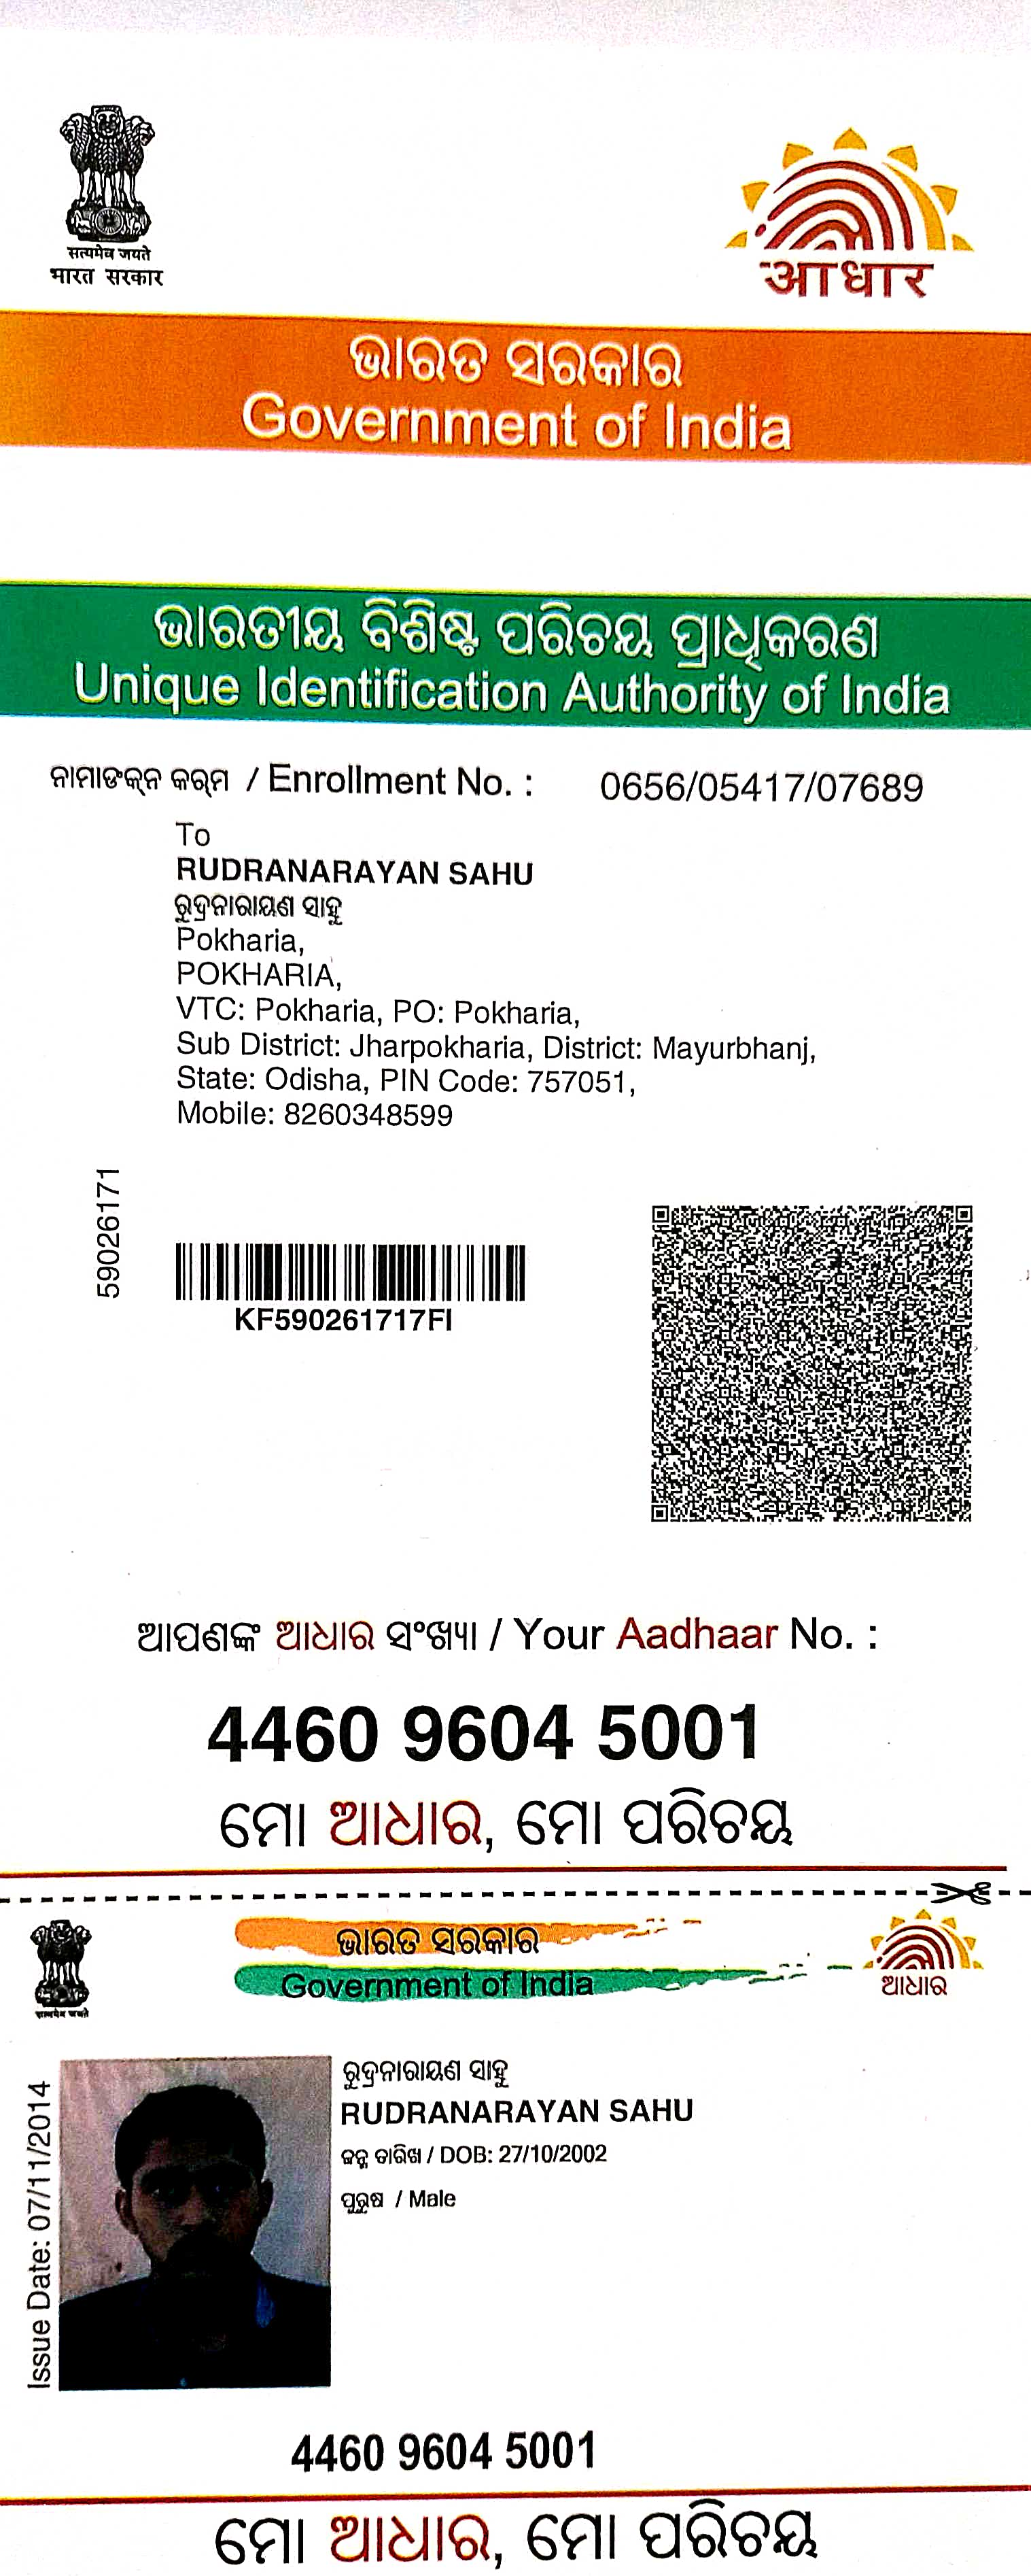 सत्यमेव जयते
भारत सरकार
आधार
ଭାରତ ସରକାର
Government of India
ଭାରତୀୟ ବିଶିଷ୍ଟ ପରିଚୟ ପ୍ରାଧିକରଣ
Unique Identification Authority of India
ନାମାଙ୍କନ କ୍ରମ / Enrollment No. : 0656/05417/07689
To
RUDRANARAYAN SAHU
ରୁଦ୍ରନାରାୟଣ ସାହୁ
Pokharia,
POKHARIA,
VTC: Pokharia, PO: Pokharia,
Sub District: Jharpokharia, District: Mayurbhanj,
State: Odisha, PIN Code: 757051,
Mobile: 8260348599
59026171
KF590261717FI
ଆପଣଙ୍କ ଆଧାର ସଂଖ୍ୟା / Your Aadhaar No. :
4460 9604 5001
ମୋ ଆଧାର, ମୋ ପରିଚୟ
ଭାରତ ସରକାର
Government of India
सत्यमेव जयते
ଆଧାର
Issue Date: 07/11/2014
ରୁଦ୍ରନାରାୟଣ ସାହୁ
RUDRANARAYAN SAHU
ଜନ୍ମ ତାରିଖ / DOB: 27/10/2002
ପୁରୁଷ / Male
4460 9604 5001
ମୋ ଆଧାର, ମୋ ପରିଚୟ